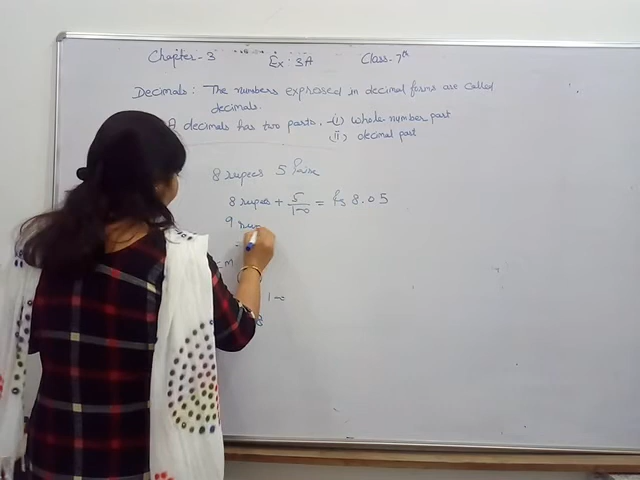 Chapter-3 Ex: 3A Class-7th
Decimals: The numbers expressed in decimal forms are called
decimals.
A decimals has two parts. -(i) Whole number part
(ii) decimal part
8 rupees 5 Paise
8 rupees + 5/100 = Rs 8.05
9 ru
= m
100
8